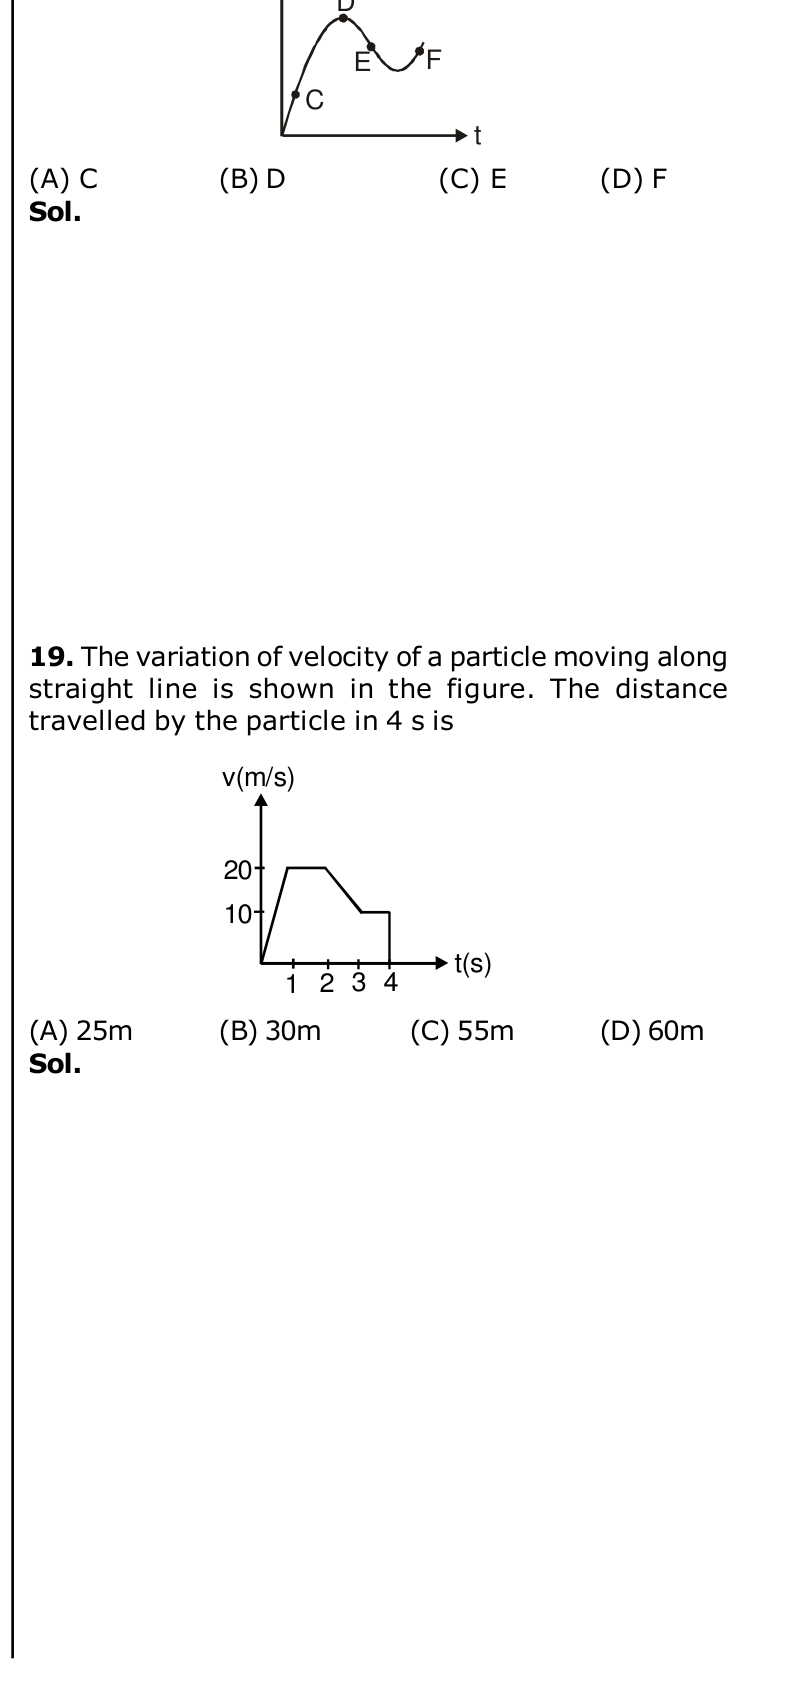 D
E
F
C
t
(A) C (B) D (C) E (D) F
Sol.
19. The variation of velocity of a particle moving along
straight line is shown in the figure. The distance
travelled by the particle in 4 s is
v(m/s)
20
10
t(s)
1 2 3 4
(A) 25m (B) 30m (C) 55m (D) 60m
Sol.